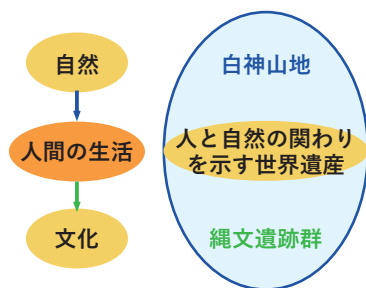 自然
白神山地
人間の生活
人と自然の関わり
を示す世界遺産
文化
縄文遺跡群